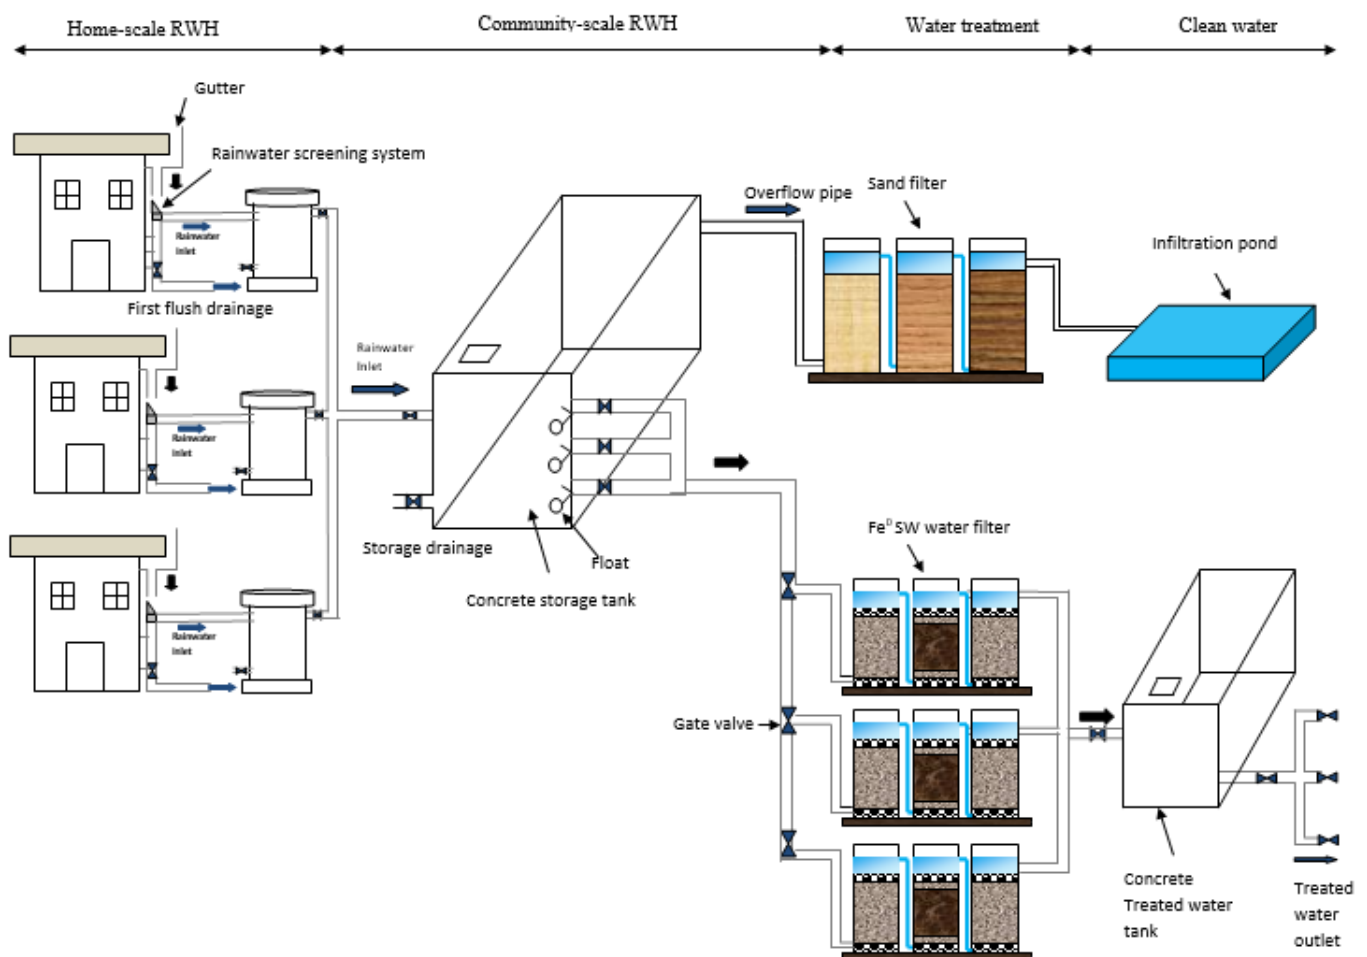 Home-scale RWH
Community-scale RWH
Water treatment
Clean water
Gutter
Rainwater screening system
Rainwater
Inlet
First flush drainage
Rainwater
Inlet
Rainwater
Inlet
Rainwater
Inlet
Storage drainage
Concrete storage tank
Float
Overflow pipe
Sand filter
Infiltration pond
Fe⁰ SW water filter
Gate valve
Concrete
Treated water
tank
Treated
water
outlet